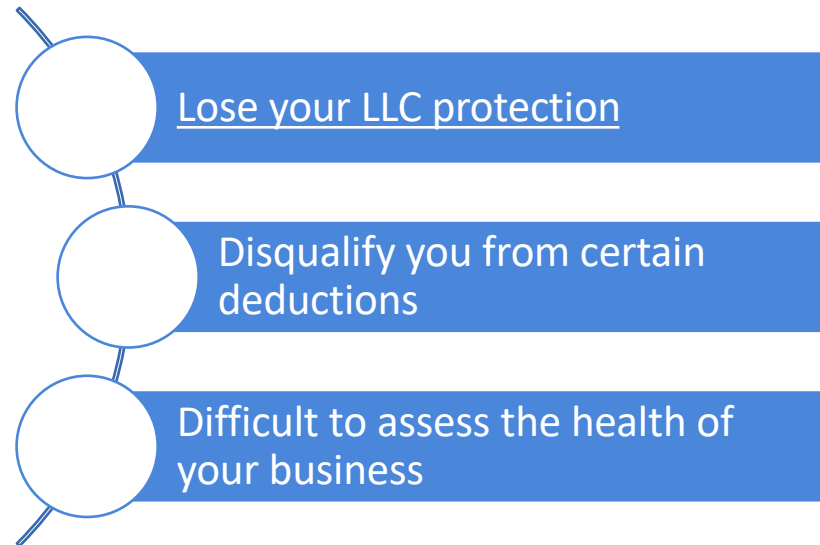 Lose your LLC protection
Disqualify you from certain
deductions
Difficult to assess the health of
your business